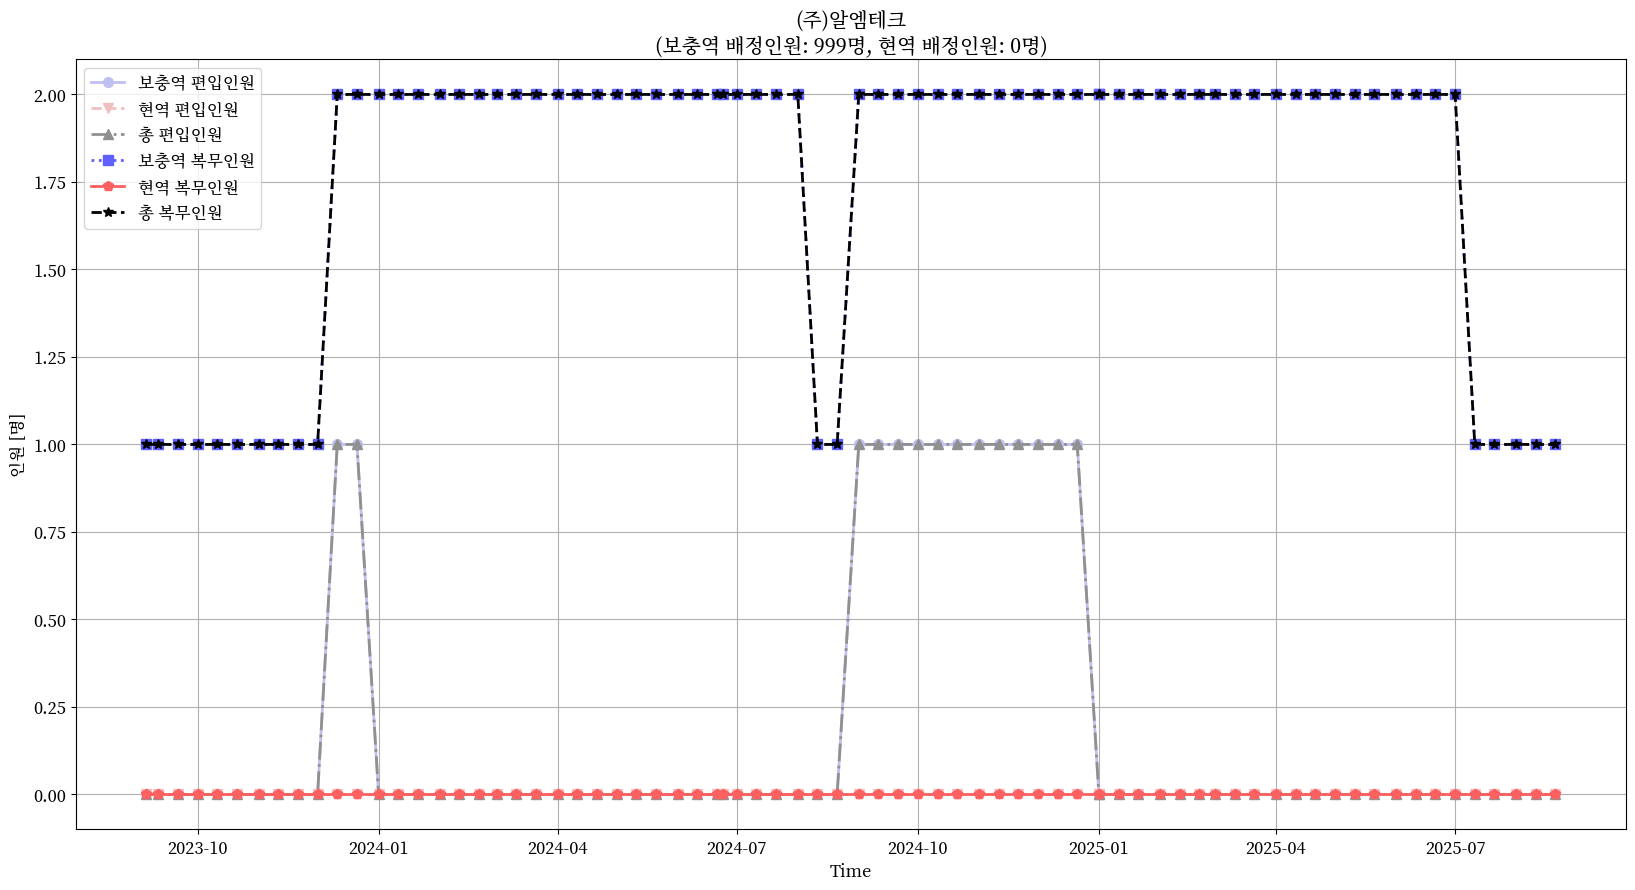 (주)알엠테크
(보충역 배정인원: 999명, 현역 배정인원: 0명)
보충역 편입인원
현역 편입인원
총 편입인원
보충역 복무인원
현역 복무인원
총 복무인원
2.00
1.75
1.50
1.25
1.00
0.75
0.50
0.25
0.00
인원 [명]
2023-10 2024-01 2024-04 2024-07 2024-10 2025-01 2025-04 2025-07
Time